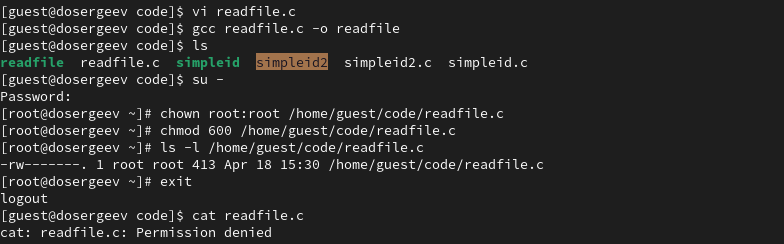 [guest@dosergeev code]$ vi readfile.c
[guest@dosergeev code]$ gcc readfile.c -o readfile
[guest@dosergeev code]$ ls
readfile  readfile.c  simpleid  simpleid2  simpleid2.c  simpleid.c
[guest@dosergeev code]$ su -
Password:
[root@dosergeev ~]# chown root:root /home/guest/code/readfile.c
[root@dosergeev ~]# chmod 600 /home/guest/code/readfile.c
[root@dosergeev ~]# ls -l /home/guest/code/readfile.c
-rw-------. 1 root root 413 Apr 18 15:30 /home/guest/code/readfile.c
[root@dosergeev ~]# exit
logout
[guest@dosergeev code]$ cat readfile.c
cat: readfile.c: Permission denied